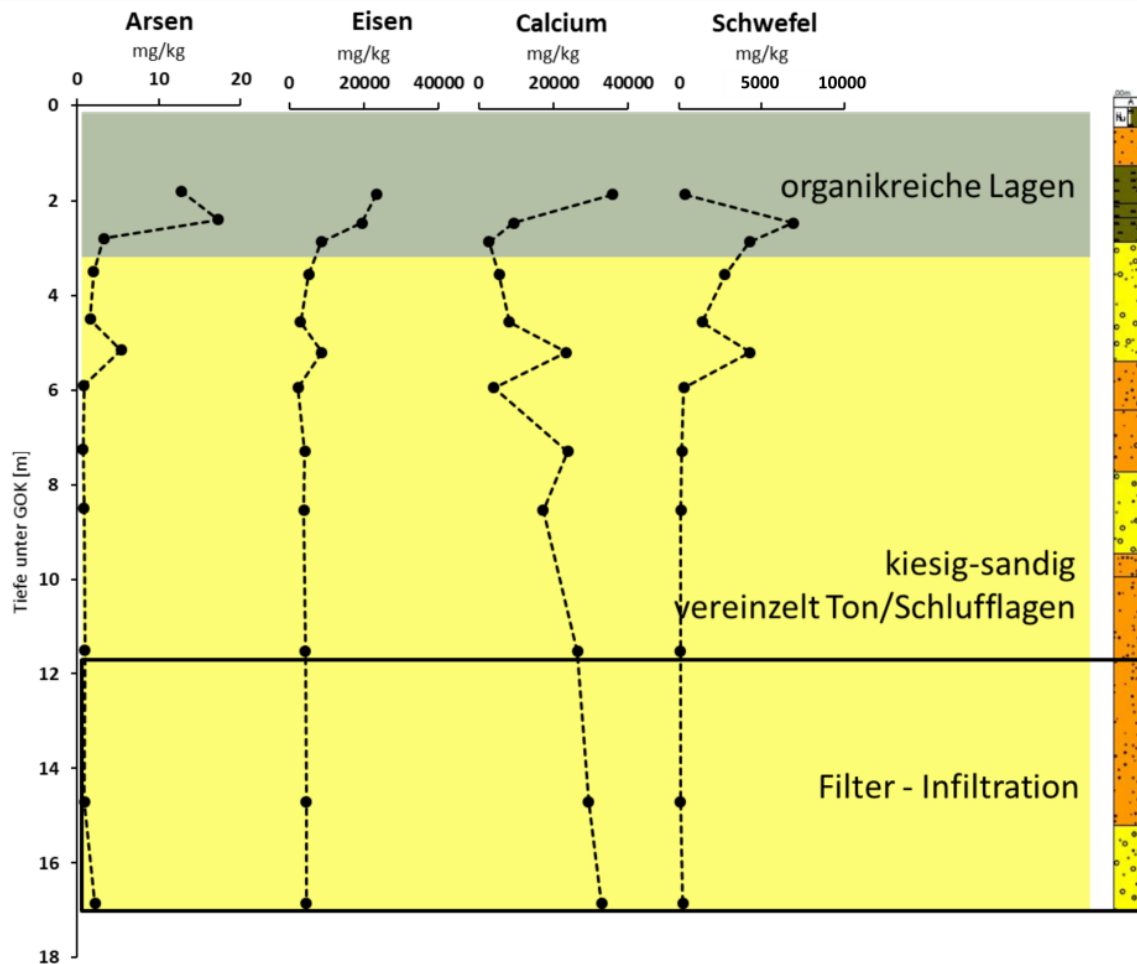 Arsen
Eisen
Calcium
Schwefel
mg/kg
mg/kg
mg/kg
mg/kg
0 10 20
0 20000 40000
0 20000 40000
0 5000 10000
0
2
4
6
8
10
12
14
16
18
Tiefe unter GOK [m]
organikreiche Lagen
kiesig-sandig
vereinzelt Ton/Schlufflagen
Filter - Infiltration
.00m
A